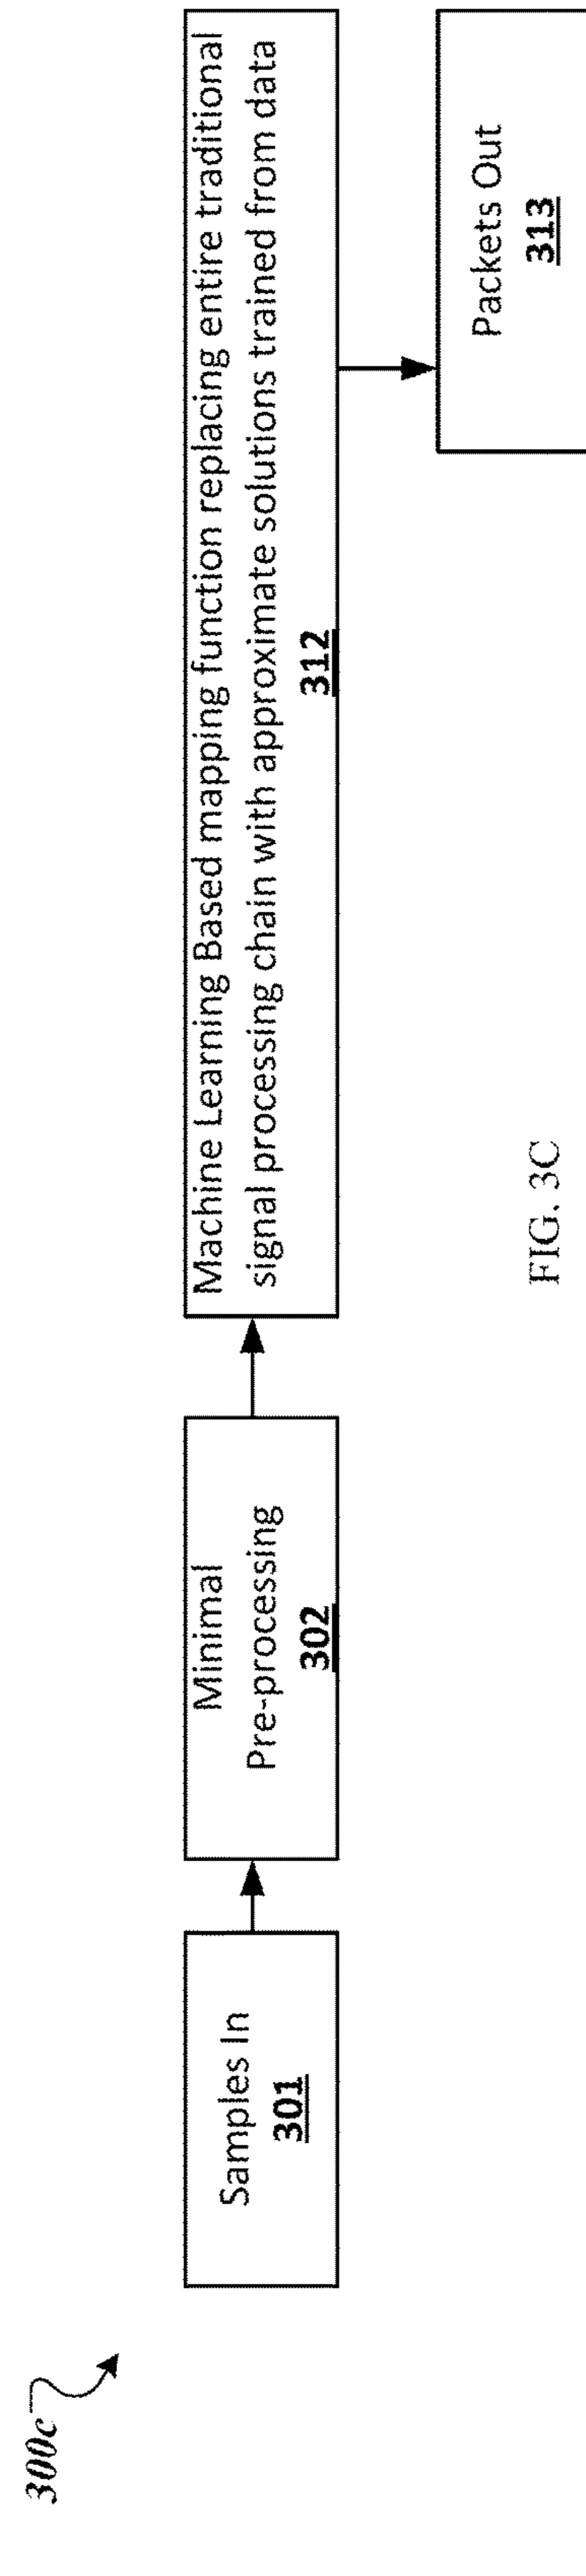 300c
Samples In
301
Minimal
Pre-processing
302
Machine Learning Based mapping function replacing entire traditional
signal processing chain with approximate solutions trained from data
312
Packets Out
313
FIG. 3C